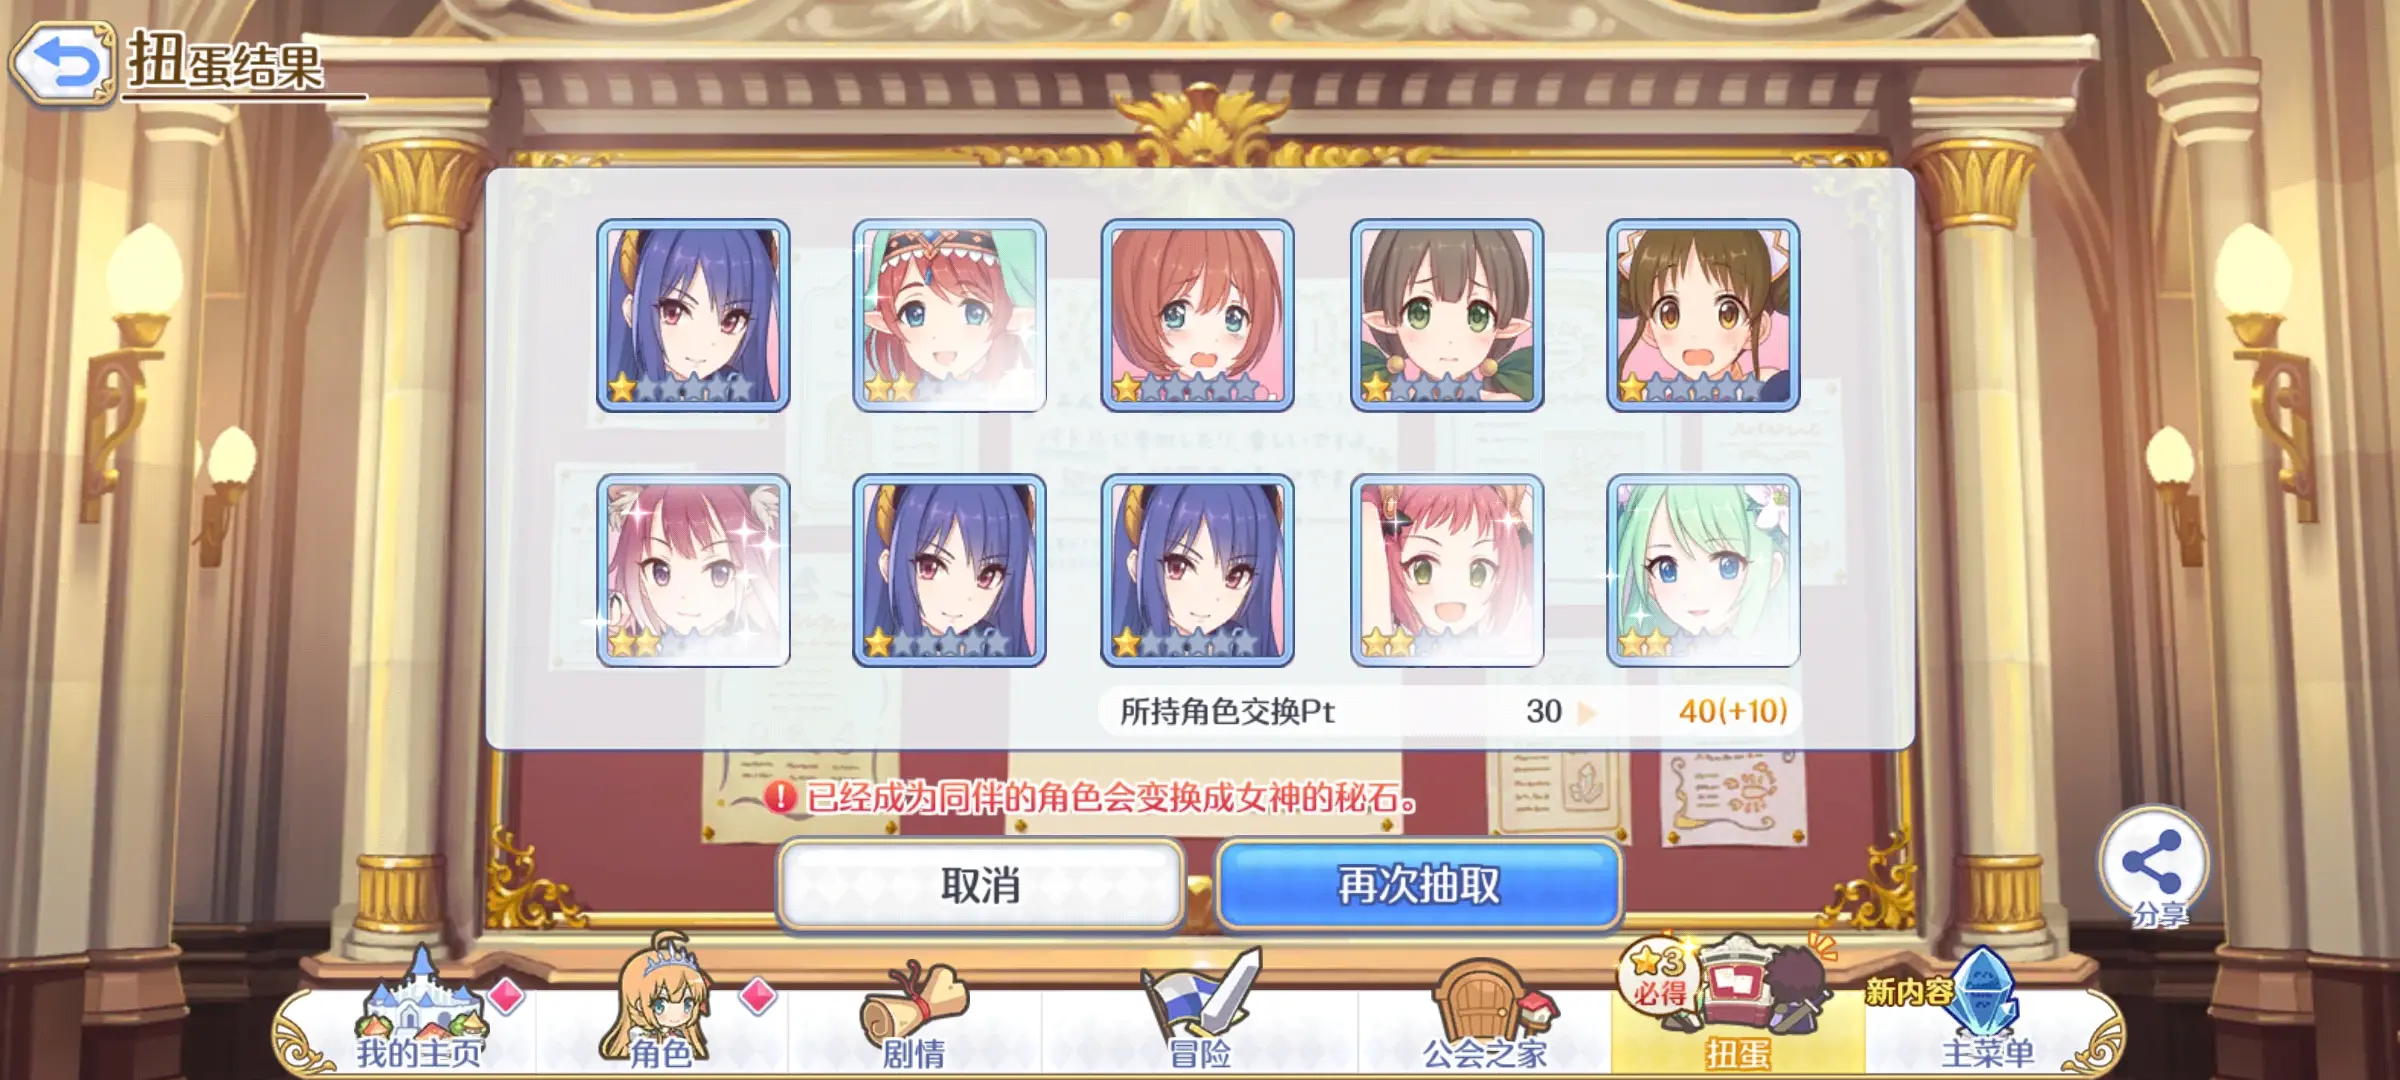 扭蛋结果
所持角色交换Pt 30 40(+10)
已经成为同伴的角色会变换成女神的秘石。
取消
再次抽取
分享
★3
必得
新内容
我的主页
角色
剧情
冒险
公会之家
扭蛋
主菜单